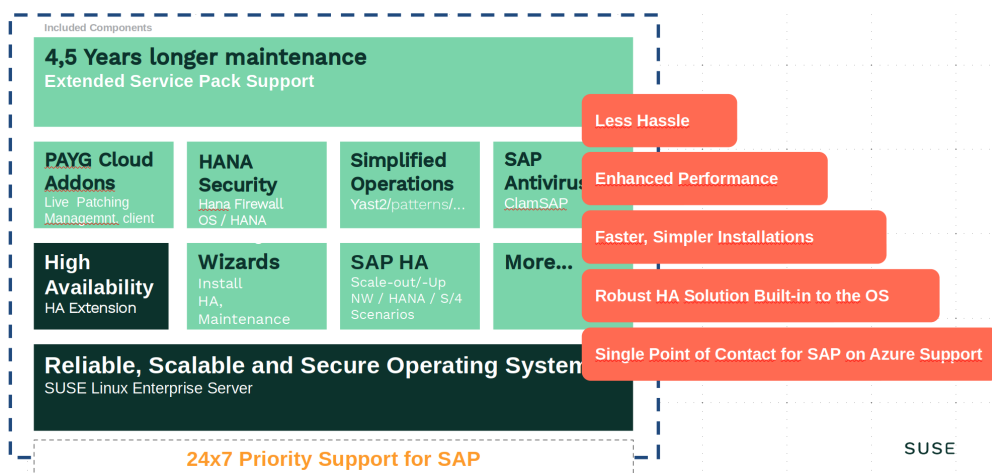 Included Components
4,5 Years longer maintenance
Extended Service Pack Support
PAYG Cloud
Addons
Live Patching
Managemnt. client
HANA
Security
Hana FIrewall
OS / HANA
Simplified
Operations
Yast2/patterns/...
SAP
Antivirus
ClamSAP
High
Availability
HA Extension
Wizards
Install
HA,
Maintenance
SAP HA
Scale-out/-Up
NW / HANA / S/4
Scenarios
More...
Reliable, Scalable and Secure Operating System
SUSE Linux Enterprise Server
24x7 Priority Support for SAP
Less Hassle
Enhanced Performance
Faster, Simpler Installations
Robust HA Solution Built-in to the OS
Single Point of Contact for SAP on Azure Support
SUSE